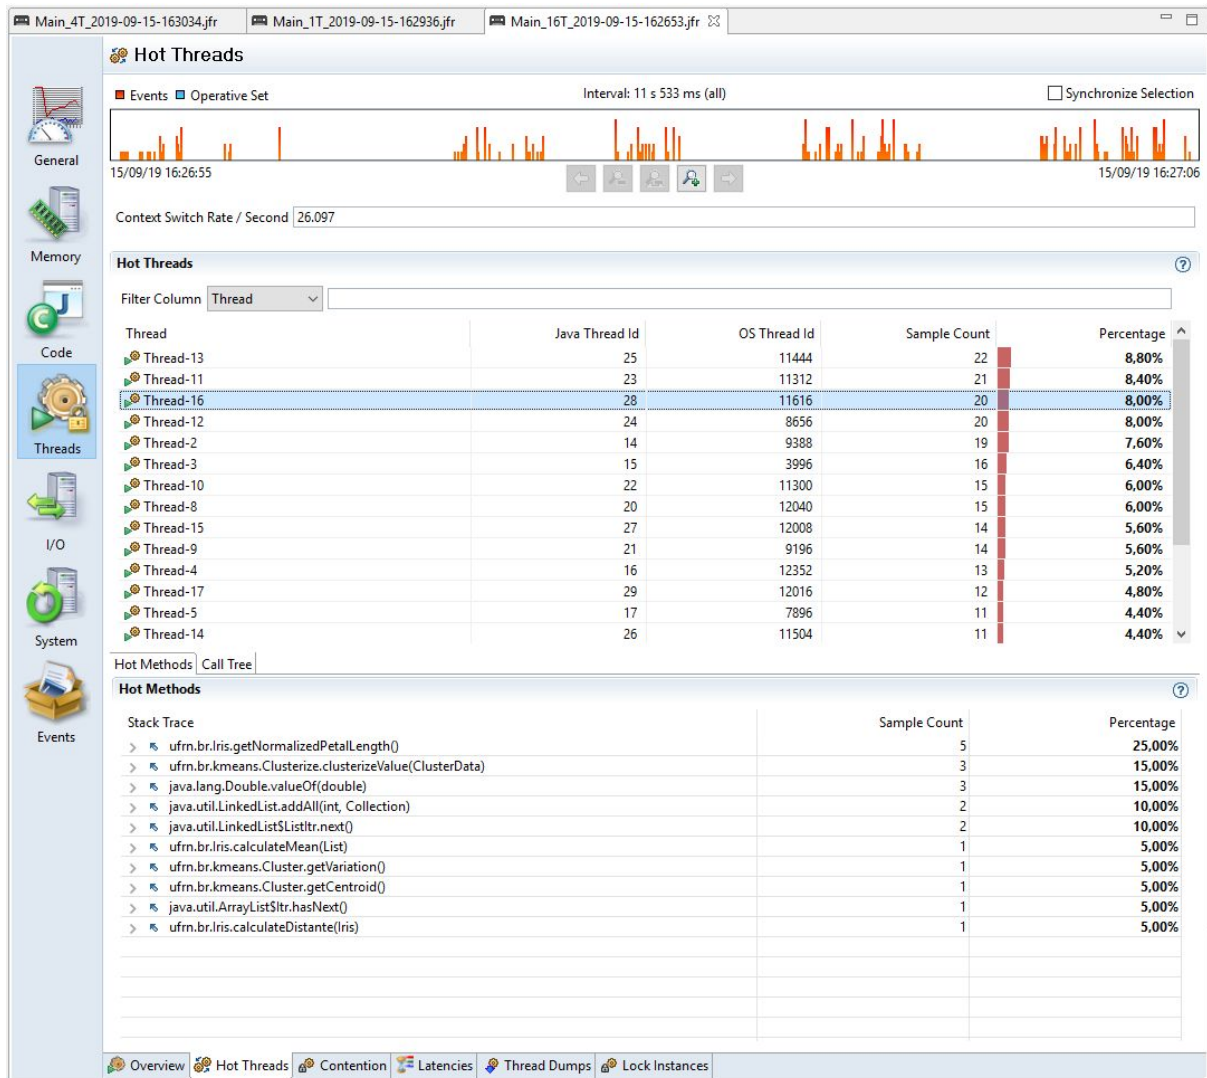 Main_4T_2019-09-15-163034.jfr Main_1T_2019-09-15-162936.jfr Main_16T_2019-09-15-162653.jfr
Hot Threads
Events Operative Set Interval: 11 s 533 ms (all) Synchronize Selection
15/09/19 16:26:55 15/09/19 16:27:06
Context Switch Rate / Second 26.097
General
Memory
Code
Threads
I/O
System
Events
Hot Threads
Filter Column Thread
Thread Java Thread Id OS Thread Id Sample Count Percentage
Thread-13 25 11444 22 8,80%
Thread-11 23 11312 21 8,40%
Thread-16 28 11616 20 8,00%
Thread-12 24 8656 20 8,00%
Thread-2 14 9388 19 7,60%
Thread-3 15 3996 16 6,40%
Thread-10 22 11300 15 6,00%
Thread-8 20 12040 15 6,00%
Thread-15 27 12008 14 5,60%
Thread-9 21 9196 14 5,60%
Thread-4 16 12352 13 5,20%
Thread-17 29 12016 12 4,80%
Thread-5 17 7896 11 4,40%
Thread-14 26 11504 11 4,40%
Hot Methods Call Tree
Hot Methods
Stack Trace Sample Count Percentage
ufrn.br.Iris.getNormalizedPetalLength() 5 25,00%
ufrn.br.kmeans.Clusterize.clusterizeValue(ClusterData) 3 15,00%
java.lang.Double.valueOf(double) 3 15,00%
java.util.LinkedList.addAll(int, Collection) 2 10,00%
java.util.LinkedList$ListItr.next() 2 10,00%
ufrn.br.Iris.calculateMean(List) 1 5,00%
ufrn.br.kmeans.Cluster.getVariation() 1 5,00%
ufrn.br.kmeans.Cluster.getCentroid() 1 5,00%
java.util.ArrayList$Itr.hasNext() 1 5,00%
ufrn.br.Iris.calculateDistante(Iris) 1 5,00%
Overview Hot Threads Contention Latencies Thread Dumps Lock Instances